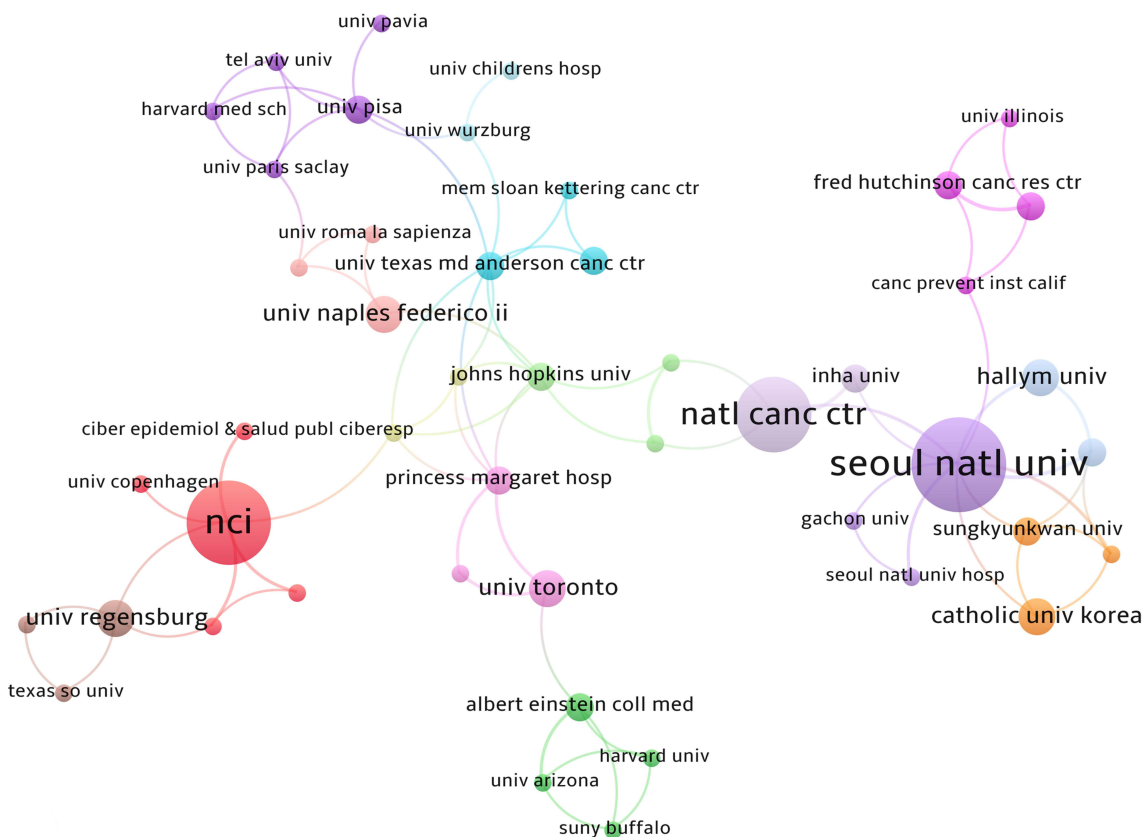 univ pavia
tel aviv univ
univ childrens hosp
harvard med sch
univ pisa
univ illinois
univ wurzburg
univ paris saclay
mem sloan kettering canc ctr
fred hutchinson canc res ctr
univ roma la sapienza
univ texas md anderson canc ctr
canc prevent inst calif
univ naples federico ii
johns hopkins univ
inha univ
hallym univ
natl canc ctr
ciber epidemiol & salud publ ciberesp
seoul natl univ
univ copenhagen
princess margaret hosp
nci
gachon univ
sungkyunkwan univ
seoul natl univ hosp
univ toronto
univ regensburg
catholic univ korea
texas so univ
albert einstein coll med
harvard univ
univ arizona
suny buffalo